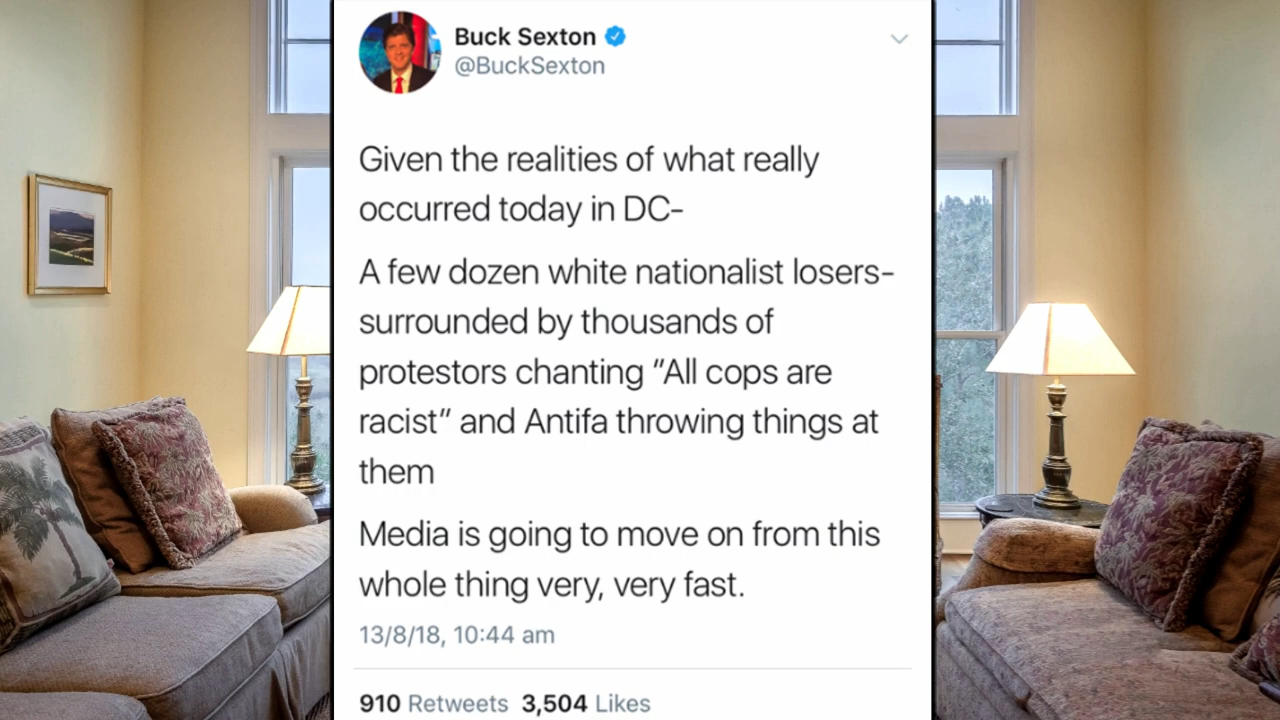 Buck Sexton
@BuckSexton
Given the realities of what really
occurred today in DC-
A few dozen white nationalist losers-
surrounded by thousands of
protestors chanting "All cops are
racist" and Antifa throwing things at
them
Media is going to move on from this
whole thing very, very fast.
13/8/18, 10:44 am
910 Retweets 3,504 Likes